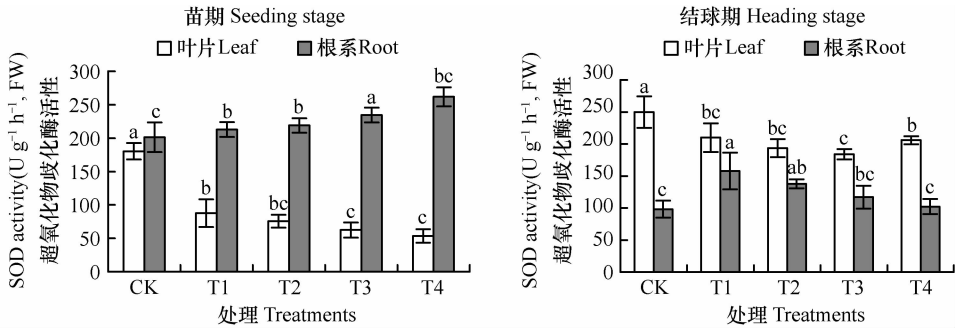 苗期 Seeding stage
叶片Leaf 根系Root
SOD activity(U g⁻¹ h⁻¹, FW)
超氧化物歧化酶活性
300
250
200
150
100
50
0
a c b b b bc a c bc c
CK T1 T2 T3 T4
处理 Treatments
结球期 Heading stage
叶片Leaf 根系Root
SOD activity(U g⁻¹ h⁻¹, FW)
超氧化物歧化酶活性
300
250
200
150
100
50
0
a c bc a bc ab c bc b c
CK T1 T2 T3 T4
处理 Treatments